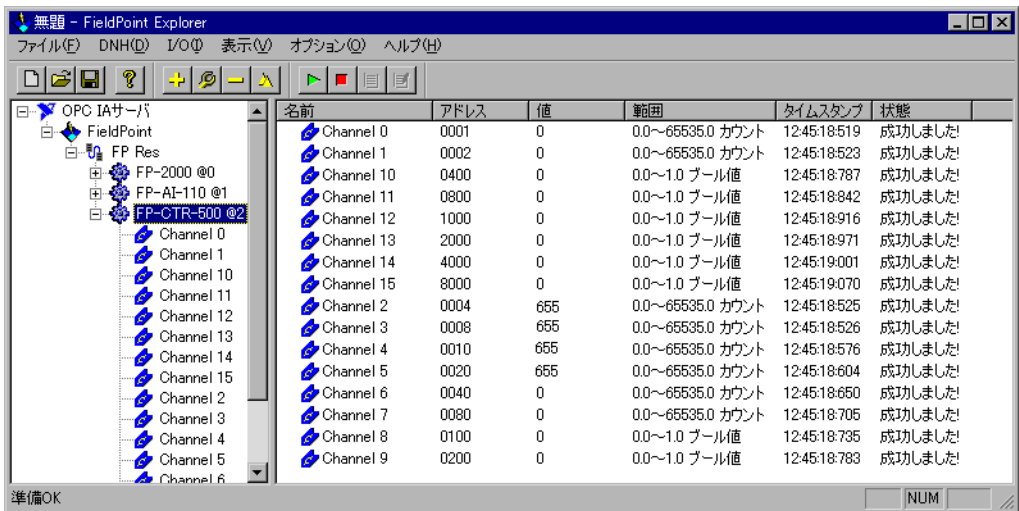 無題 - FieldPoint Explorer
ファイル(F) DNH(D) I/O(I) 表示(V) オプション(O) ヘルプ(H)
OPC IAサーバ
FieldPoint
FP Res
FP-2000 @0
FP-AI-110 @1
FP-CTR-500 @2
Channel 0
Channel 1
Channel 10
Channel 11
Channel 12
Channel 13
Channel 14
Channel 15
Channel 2
Channel 3
Channel 4
Channel 5
Channel 6
名前 アドレス 値 範囲 タイムスタンプ 状態
Channel 0 0001 0 0.0～65535.0 カウント 12:45:18:519 成功しました!
Channel 1 0002 0 0.0～65535.0 カウント 12:45:18:523 成功しました!
Channel 10 0400 0 0.0～1.0 ブール値 12:45:18:787 成功しました!
Channel 11 0800 0 0.0～1.0 ブール値 12:45:18:842 成功しました!
Channel 12 1000 0 0.0～1.0 ブール値 12:45:18:916 成功しました!
Channel 13 2000 0 0.0～1.0 ブール値 12:45:18:971 成功しました!
Channel 14 4000 0 0.0～1.0 ブール値 12:45:19:001 成功しました!
Channel 15 8000 0 0.0～1.0 ブール値 12:45:19:070 成功しました!
Channel 2 0004 655 0.0～65535.0 カウント 12:45:18:525 成功しました!
Channel 3 0008 655 0.0～65535.0 カウント 12:45:18:526 成功しました!
Channel 4 0010 655 0.0～65535.0 カウント 12:45:18:576 成功しました!
Channel 5 0020 655 0.0～65535.0 カウント 12:45:18:604 成功しました!
Channel 6 0040 0 0.0～65535.0 カウント 12:45:18:650 成功しました!
Channel 7 0080 0 0.0～65535.0 カウント 12:45:18:705 成功しました!
Channel 8 0100 0 0.0～1.0 ブール値 12:45:18:735 成功しました!
Channel 9 0200 0 0.0～1.0 ブール値 12:45:18:783 成功しました!
準備OK NUM